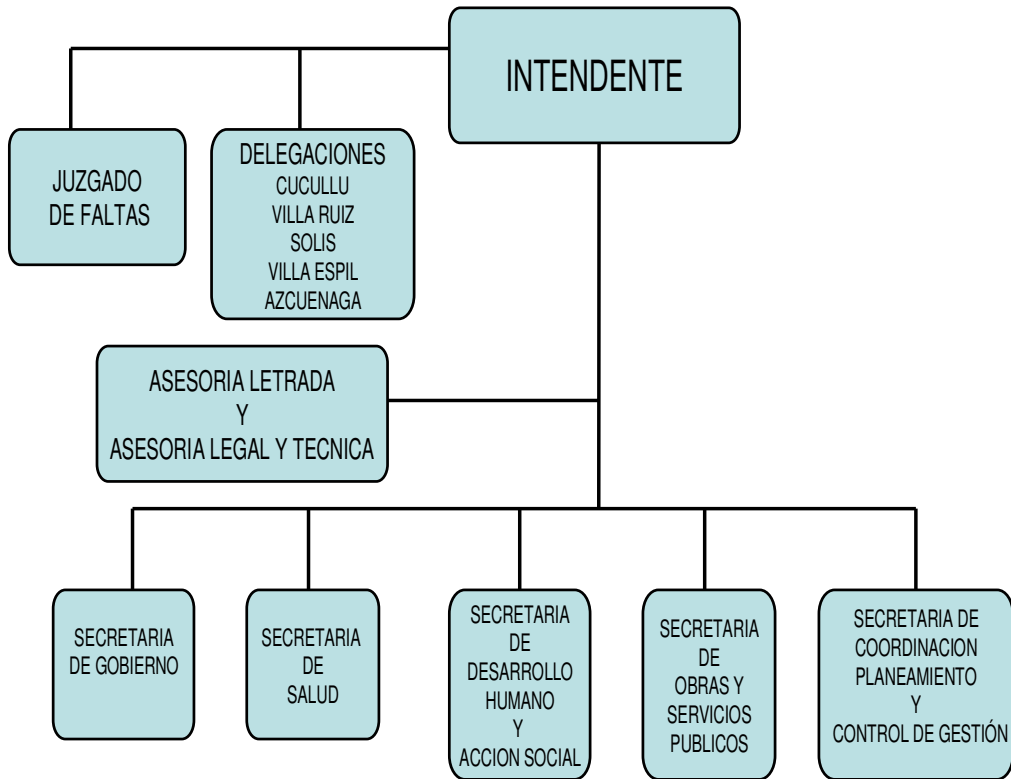 INTENDENTE
JUZGADO
DE FALTAS
DELEGACIONES
CUCULLU
VILLA RUIZ
SOLIS
VILLA ESPIL
AZCUENAGA
ASESORIA LETRADA
Y
ASESORIA LEGAL Y TECNICA
SECRETARIA
DE GOBIERNO
SECRETARIA
DE
SALUD
SECRETARIA
DE
DESARROLLO
HUMANO
Y
ACCION SOCIAL
SECRETARIA
DE
OBRAS Y
SERVICIOS
PUBLICOS
SECRETARIA DE
COORDINACION
PLANEAMIENTO
Y
CONTROL DE GESTIÓN